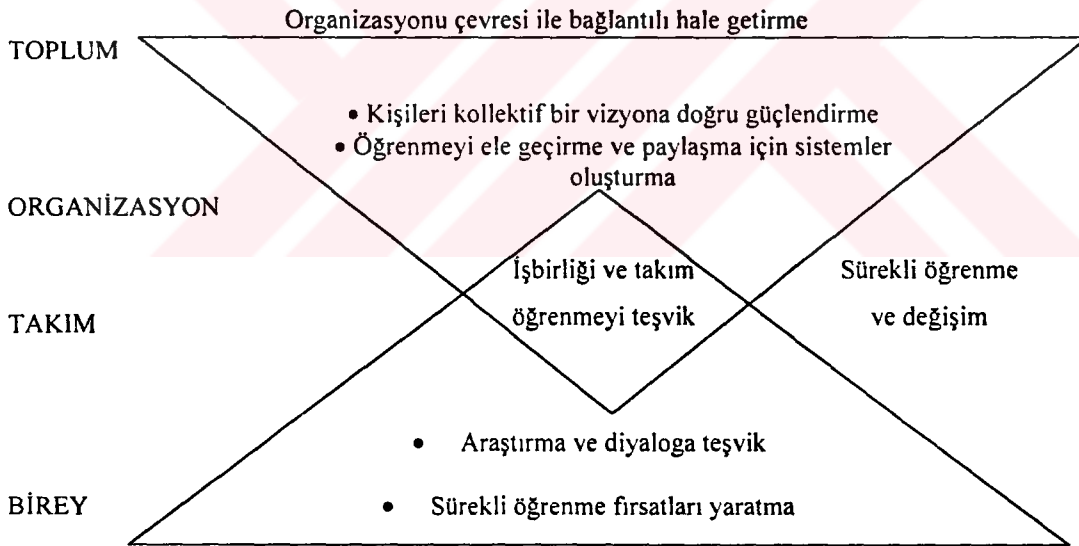 Organizasyonu çevresi ile bağlantılı hale getirme
TOPLUM
• Kişileri kollektif bir vizyona doğru güçlendirme
• Öğrenmeyi ele geçirme ve paylaşma için sistemler
oluşturma
ORGANİZASYON
İşbirliği ve takım
öğrenmeyi teşvik
Sürekli öğrenme
ve değişim
TAKIM
• Araştırma ve diyaloga teşvik
BİREY
• Sürekli öğrenme fırsatları yaratma